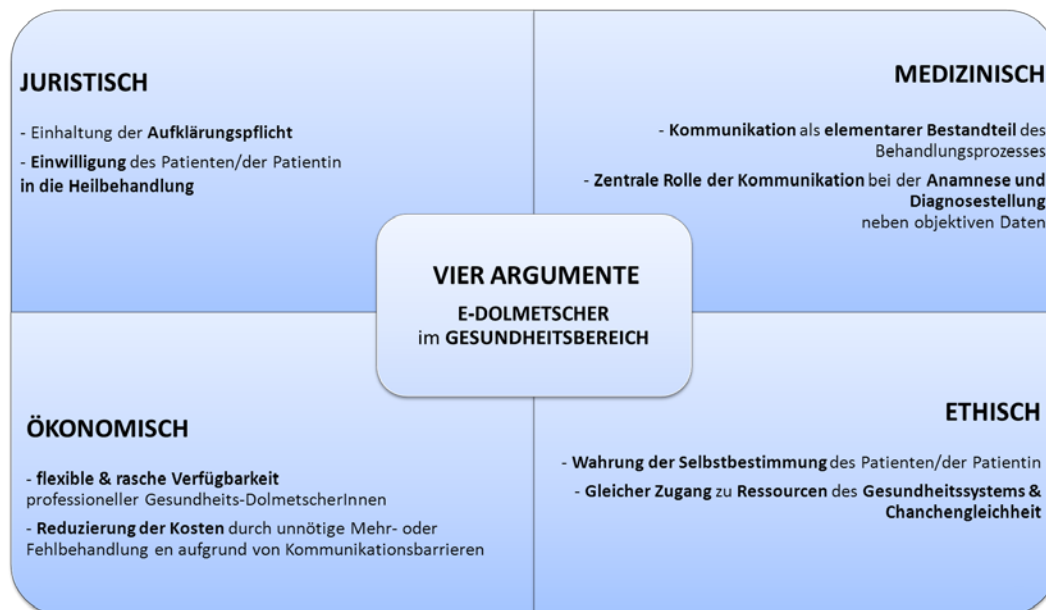 JURISTISCH
- Einhaltung der Aufklärungspflicht
- Einwilligung des Patienten/der Patientin
in die Heilbehandlung
MEDIZINISCH
- Kommunikation als elementarer Bestandteil des
Behandlungsprozesses
- Zentrale Rolle der Kommunikation bei der Anamnese und
Diagnosestellung
neben objektiven Daten
VIER ARGUMENTE
E-DOLMETSCHER
im GESUNDHEITSBEREICH
ÖKONOMISCH
- flexible & rasche Verfügbarkeit
professioneller Gesundheits-DolmetscherInnen
- Reduzierung der Kosten durch unnötige Mehr- oder
Fehlbehandlung en aufgrund von Kommunikationsbarrieren
ETHISCH
- Wahrung der Selbstbestimmung des Patienten/der Patientin
- Gleicher Zugang zu Ressourcen des Gesundheitssystems &
Chanchengleichheit